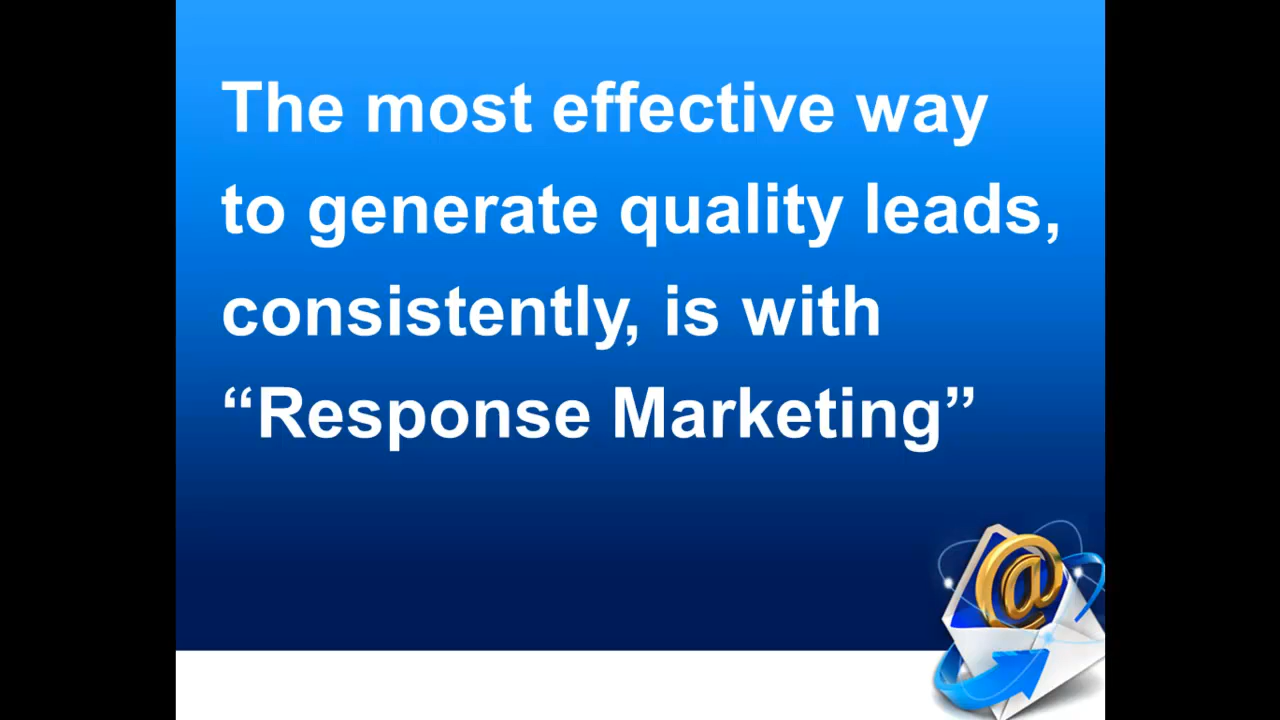 The most effective way
to generate quality leads,
consistently, is with
“Response Marketing”
@